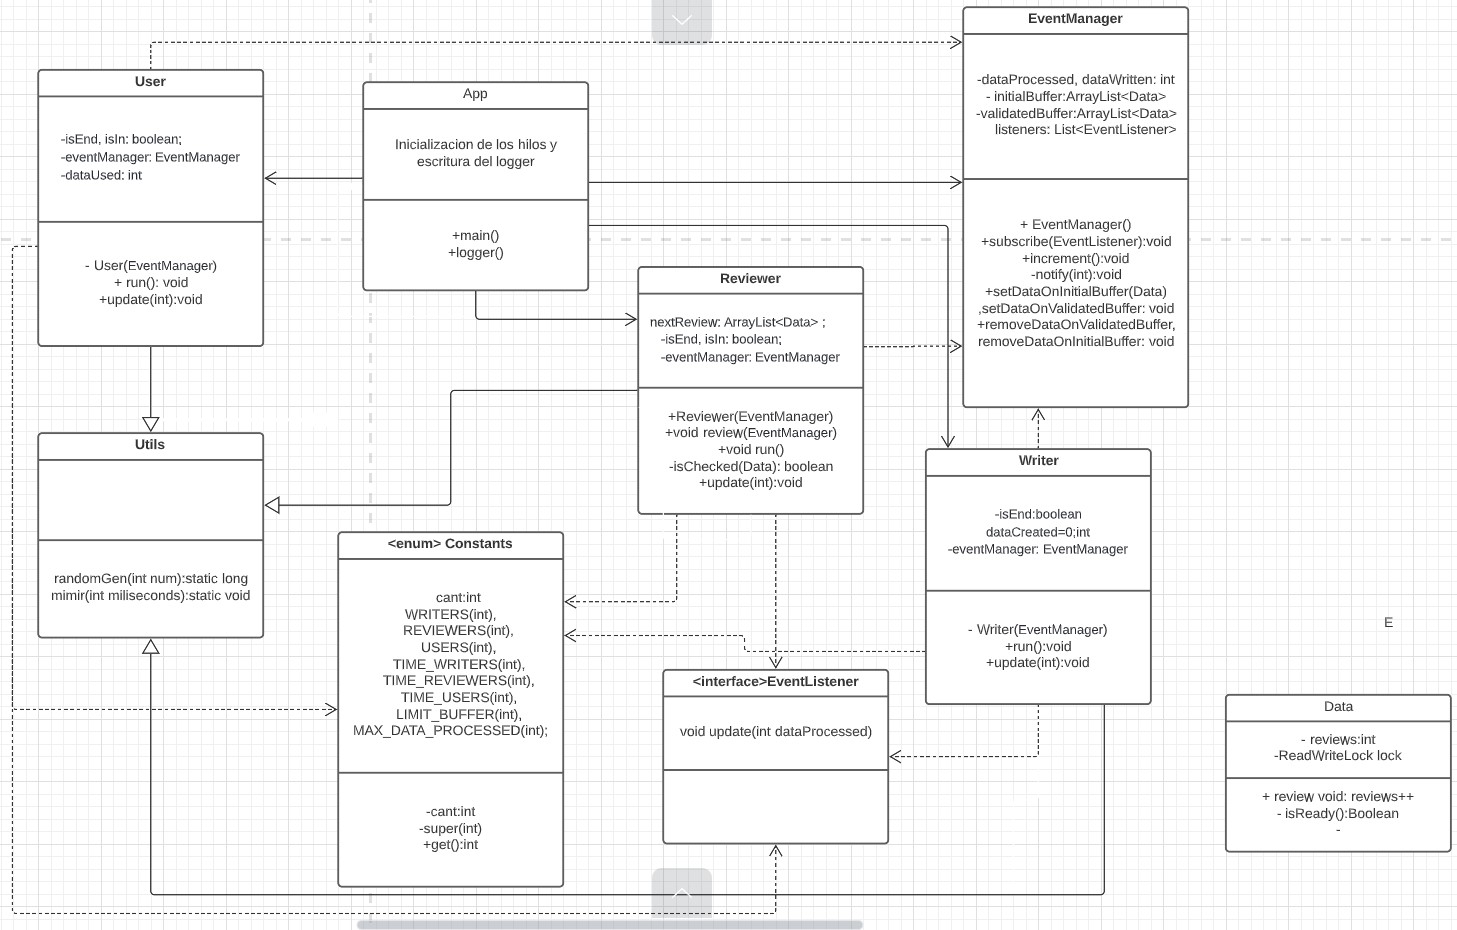 EventManager
-dataProcessed, dataWritten: int
- initialBuffer:ArrayList<Data>
-validatedBuffer:ArrayList<Data>
listeners: List<EventListener>
+ EventManager()
+subscribe(EventListener):void
+increment():void
-notify(int):void
+setDataOnInitialBuffer(Data)
,setDataOnValidatedBuffer: void
+removeDataOnValidatedBuffer,
removeDataOnInitialBuffer: void
User
-isEnd, isIn: boolean;
-eventManager: EventManager
-dataUsed: int
- User(EventManager)
+ run(): void
+update(int):void
App
Inicializacion de los hilos y
escritura del logger
+main()
+logger()
Reviewer
nextReview: ArrayList<Data> ;
-isEnd, isIn: boolean;
-eventManager: EventManager
+Reviewer(EventManager)
+void review(EventManager)
+void run()
-isChecked(Data): boolean
+update(int):void
Utils
randomGen(int num):static long
mimir(int miliseconds):static void
Writer
-isEnd:boolean
dataCreated=0;int
-eventManager: EventManager
- Writer(EventManager)
+run():void
+update(int):void
<enum> Constants
cant:int
WRITERS(int),
REVIEWERS(int),
USERS(int),
TIME_WRITERS(int),
TIME_REVIEWERS(int),
TIME_USERS(int),
LIMIT_BUFFER(int),
MAX_DATA_PROCESSED(int);
-cant:int
-super(int)
+get():int
<interface>EventListener
void update(int dataProcessed)
E
Data
- reviews:int
-ReadWriteLock lock
+ review void: reviews++
- isReady():Boolean
-